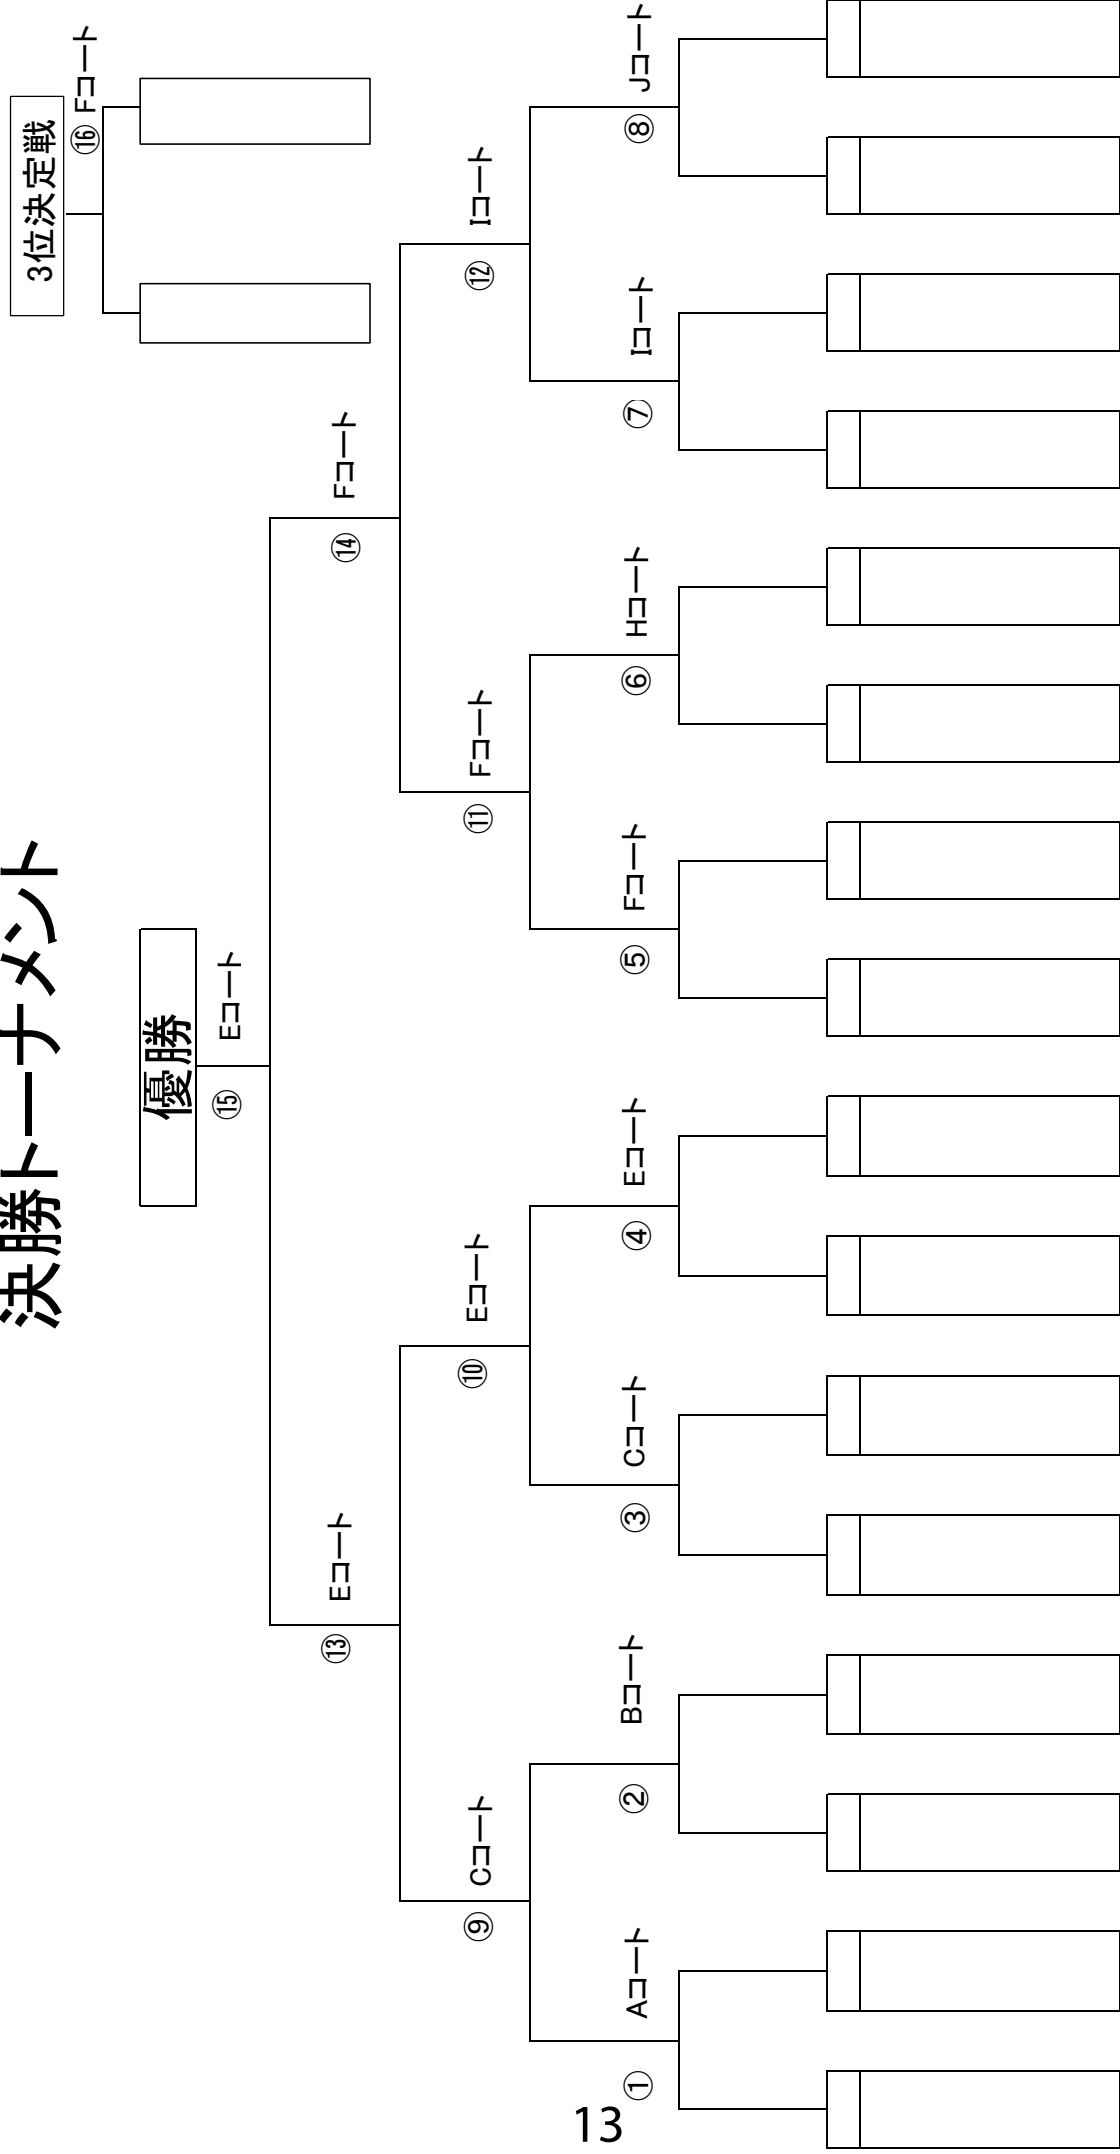 決勝トーナメント
3位決定戦
⑯ Fコート
優勝
⑮ Eコート
⑬ Eコート
⑭ Fコート
⑨ Cコート
⑩ Eコート
⑪ Fコート
⑫ Iコート
① Aコート
② Bコート
③ Cコート
④ Eコート
⑤ Fコート
⑥ Hコート
⑦ Iコート
⑧ Jコート
13